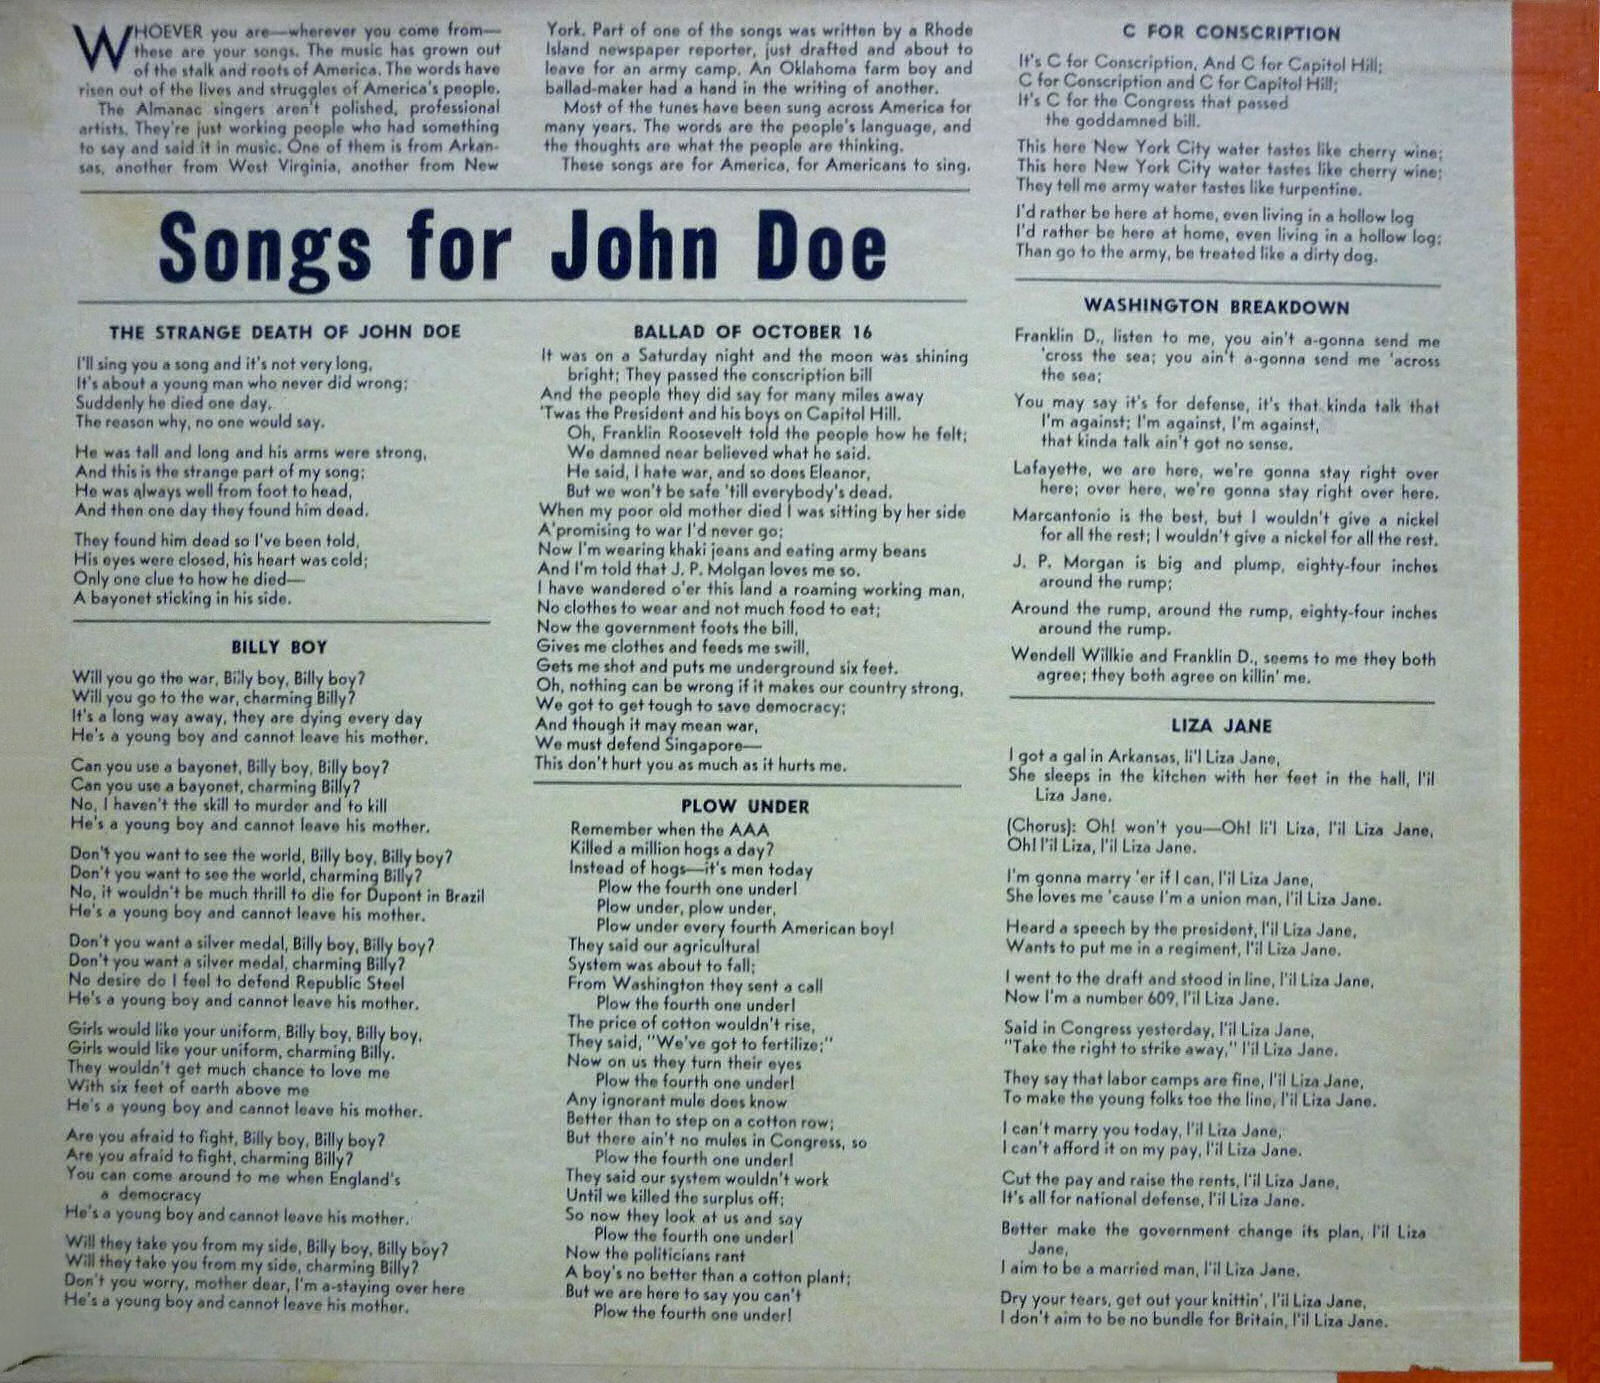 WHOEVER you are—wherever you come from—
these are your songs. The music has grown out
of the stalk and roots of America. The words have
risen out of the lives and struggles of America's people.
The Almanac singers aren't polished, professional
artists. They're just working people who had something
to say and said it in music. One of them is from Arkan-
sas, another from West Virginia, another from New
York. Part of one of the songs was written by a Rhode
Island newspaper reporter, just drafted and about to
leave for an army camp. An Oklahoma farm boy and
ballad-maker had a hand in the writing of another.
Most of the tunes have been sung across America for
many years. The words are the people's language, and
the thoughts are what the people are thinking.
These songs are for America, for Americans to sing.
Songs for John Doe
THE STRANGE DEATH OF JOHN DOE
I'll sing you a song and it's not very long,
It's about a young man who never did wrong;
Suddenly he died one day.
The reason why, no one would say.
He was tall and long and his arms were strong,
And this is the strange part of my song;
He was always well from foot to head,
And then one day they found him dead.
They found him dead so I've been told,
His eyes were closed, his heart was cold;
Only one clue to how he died—
A bayonet sticking in his side.
BILLY BOY
Will you go the war, Billy boy, Billy boy?
Will you go to the war, charming Billy?
It's a long way away, they are dying every day
He's a young boy and cannot leave his mother.
Can you use a bayonet, Billy boy, Billy boy?
Can you use a bayonet, charming Billy?
No, I haven't the skill to murder and to kill
He's a young boy and cannot leave his mother.
Don't you want to see the world, Billy boy, Billy boy?
Don't you want to see the world, charming Billy?
No, it wouldn't be much thrill to die for Dupont in Brazil
He's a young boy and cannot leave his mother.
Don't you want a silver medal, Billy boy, Billy boy?
Don't you want a silver medal, charming Billy?
No desire do I feel to defend Republic Steel
He's a young boy and cannot leave his mother.
Girls would like your uniform, Billy boy, Billy boy,
Girls would like your uniform, charming Billy.
They wouldn't get much chance to love me
With six feet of earth above me
He's a young boy and cannot leave his mother.
Are you afraid to fight, Billy boy, Billy boy?
Are you afraid to fight, charming Billy?
You can come around to me when England's
a democracy
He's a young boy and cannot leave his mother.
Will they take you from my side, Billy boy, Billy boy?
Will they take you from my side, charming Billy?
Don't you worry, mother dear, I'm a-staying over here
He's a young boy and cannot leave his mother.
BALLAD OF OCTOBER 16
It was on a Saturday night and the moon was shining
bright; They passed the conscription bill
And the people they did say for many miles away
'Twas the President and his boys on Capitol Hill.
Oh, Franklin Roosevelt told the people how he felt;
We damned near believed what he said.
He said, I hate war, and so does Eleanor,
But we won't be safe 'till everybody's dead.
When my poor old mother died I was sitting by her side
A'promising to war I'd never go;
Now I'm wearing khaki jeans and eating army beans
And I'm told that J. P. Molgan loves me so.
I have wandered o'er this land a roaming working man,
No clothes to wear and not much food to eat;
Now the government foots the bill,
Gives me clothes and feeds me swill,
Gets me shot and puts me underground six feet.
Oh, nothing can be wrong if it makes our country strong,
We got to get tough to save democracy;
And though it may mean war,
We must defend Singapore—
This don't hurt you as much as it hurts me.
PLOW UNDER
Remember when the AAA
Killed a million hogs a day?
Instead of hogs—it's men today
Plow the fourth one under!
Plow under, plow under,
Plow under every fourth American boy!
They said our agricultural
System was about to fall;
From Washington they sent a call
Plow the fourth one under!
The price of cotton wouldn't rise,
They said, "We've got to fertilize;"
Now on us they turn their eyes
Plow the fourth one under!
Any ignorant mule does know
Better than to step on a cotton row;
But there ain't no mules in Congress, so
Plow the fourth one under!
They said our system wouldn't work
Until we killed the surplus off;
So now they look at us and say
Plow the fourth one under!
Now the politicians rant
A boy's no better than a cotton plant;
But we are here to say you can't
Plow the fourth one under!
C FOR CONSCRIPTION
It's C for Conscription, And C for Capitol Hill;
C for Conscription and C for Capitol Hill;
It's C for the Congress that passed
the goddamned bill.
This here New York City water tastes like cherry wine;
This here New York City water tastes like cherry wine;
They tell me army water tastes like turpentine.
I'd rather be here at home, even living in a hollow log
I'd rather be here at home, even living in a hollow log;
Than go to the army, be treated like a dirty dog.
WASHINGTON BREAKDOWN
Franklin D., listen to me, you ain't a-gonna send me
'cross the sea; you ain't a-gonna send me 'across
the sea;
You may say it's for defense, it's that kinda talk that
I'm against; I'm against, I'm against,
that kinda talk ain't got no sense.
Lafayette, we are here, we're gonna stay right over
here; over here, we're gonna stay right over here.
Marcantonio is the best, but I wouldn't give a nickel
for all the rest; I wouldn't give a nickel for all the rest.
J. P. Morgan is big and plump, eighty-four inches
around the rump;
Around the rump, around the rump, eighty-four inches
around the rump.
Wendell Willkie and Franklin D., seems to me they both
agree; they both agree on killin' me.
LIZA JANE
I got a gal in Arkansas, li'l Liza Jane,
She sleeps in the kitchen with her feet in the hall, l'il
Liza Jane.
(Chorus): Oh! won't you—Oh! li'l Liza, l'il Liza Jane,
Oh! l'il Liza, l'il Liza Jane.
I'm gonna marry 'er if I can, l'il Liza Jane,
She loves me 'cause I'm a union man, l'il Liza Jane.
Heard a speech by the president, l'il Liza Jane,
Wants to put me in a regiment, l'il Liza Jane.
I went to the draft and stood in line, l'il Liza Jane,
Now I'm a number 609, l'il Liza Jane.
Said in Congress yesterday, l'il Liza Jane,
"Take the right to strike away," l'il Liza Jane.
They say that labor camps are fine, l'il Liza Jane,
To make the young folks toe the line, l'il Liza Jane.
I can't marry you today, l'il Liza Jane,
I can't afford it on my pay, l'il Liza Jane.
Cut the pay and raise the rents, l'il Liza Jane,
It's all for national defense, l'il Liza Jane.
Better make the government change its plan, l'il Liza
Jane,
I aim to be a married man, l'il Liza Jane.
Dry your tears, get out your knittin', l'il Liza Jane,
I don't aim to be no bundle for Britain, l'il Liza Jane.